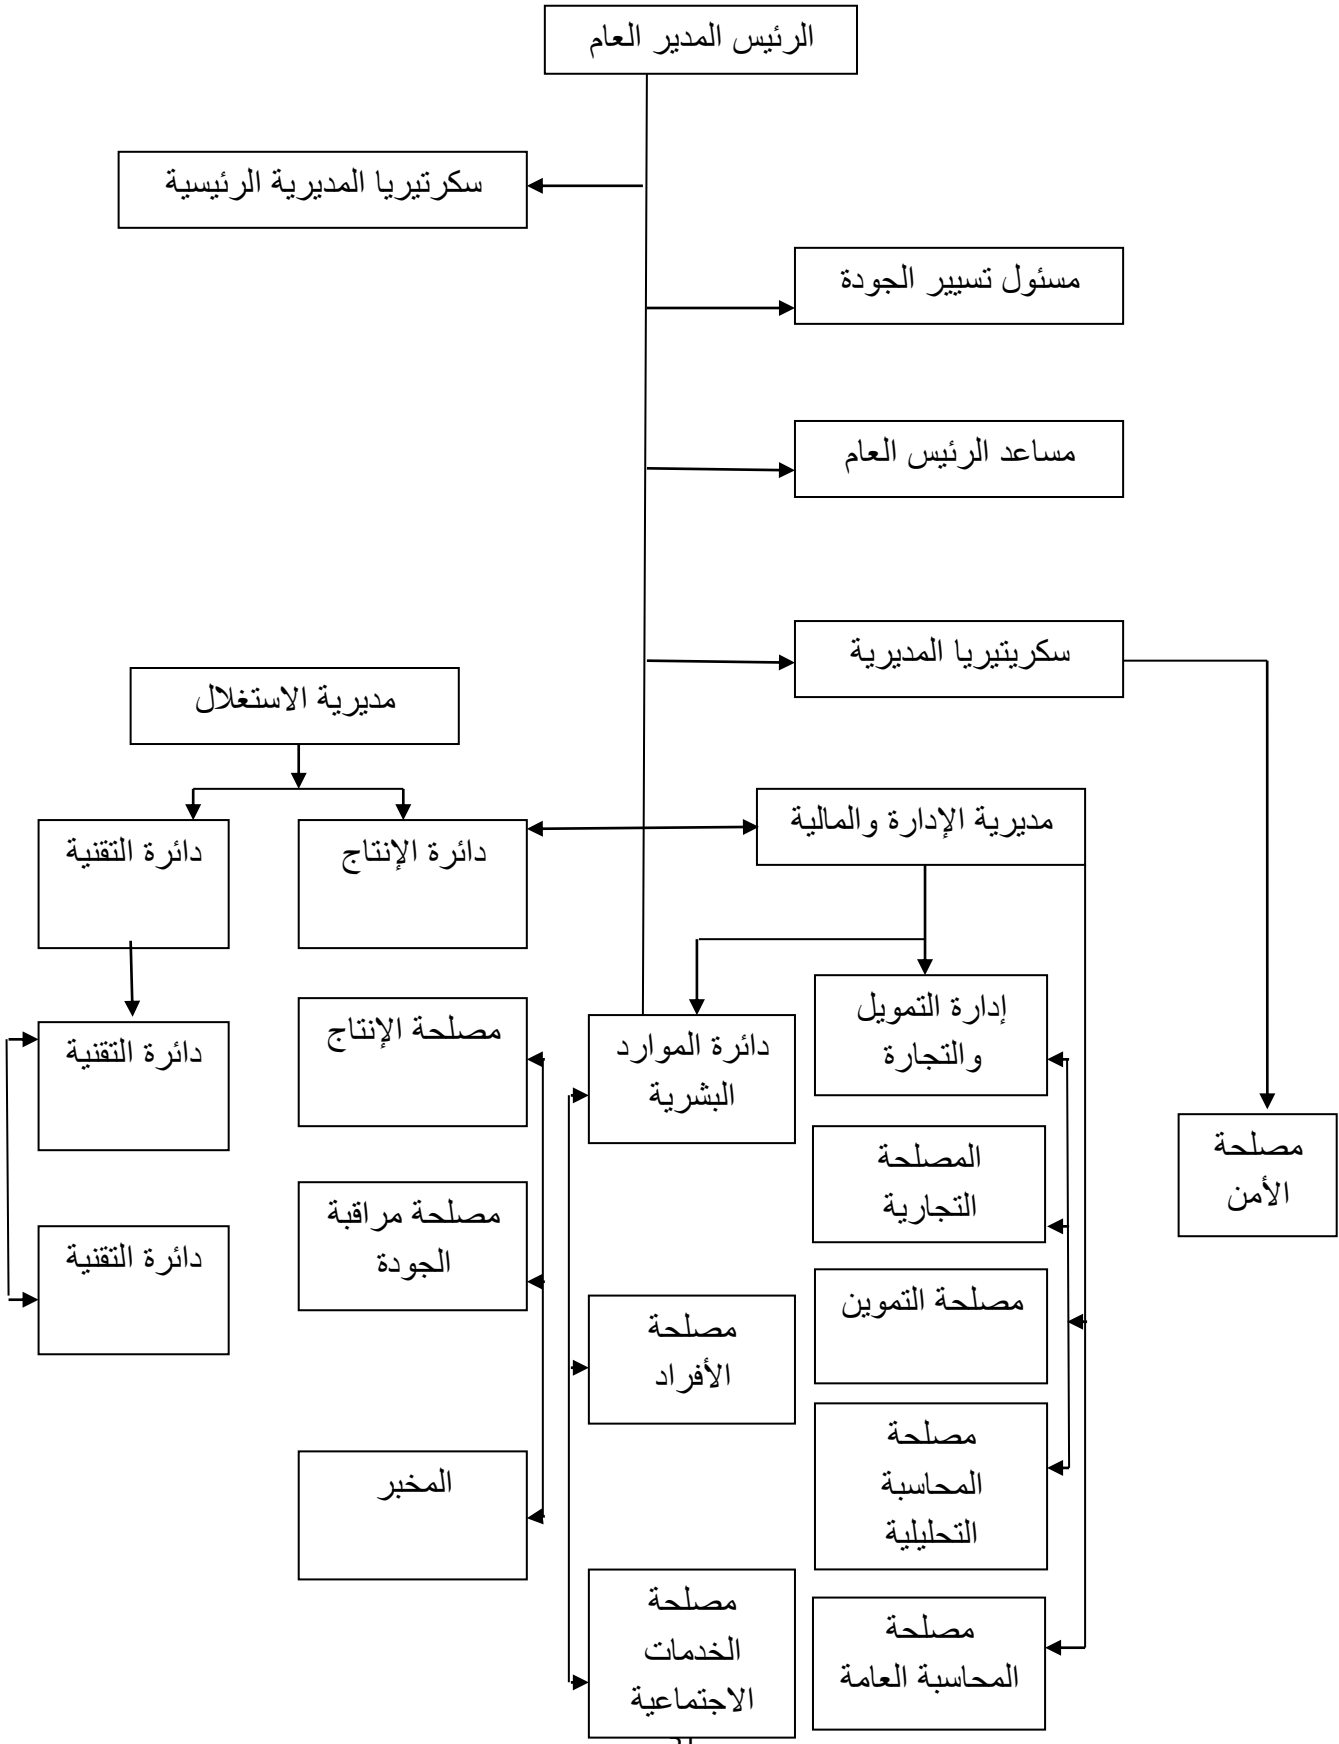 الرئيس المدير العام
سكرتيريا المديرية الرئيسية
مسئول تسيير الجودة
مساعد الرئيس العام
سكريتيريا المديرية
مديرية الاستغلال
مديرية الإدارة والمالية
دائرة الإنتاج
دائرة التقنية
إدارة التمويل
والتجارة
دائرة الموارد
البشرية
مصلحة الإنتاج
دائرة التقنية
مصلحة
الأمن
المصلحة
التجارية
مصلحة مراقبة
الجودة
دائرة التقنية
مصلحة التموين
مصلحة
الأفراد
مصلحة
المحاسبة
التحليلية
المخبر
مصلحة
الخدمات
الاجتماعية
مصلحة
المحاسبة العامة